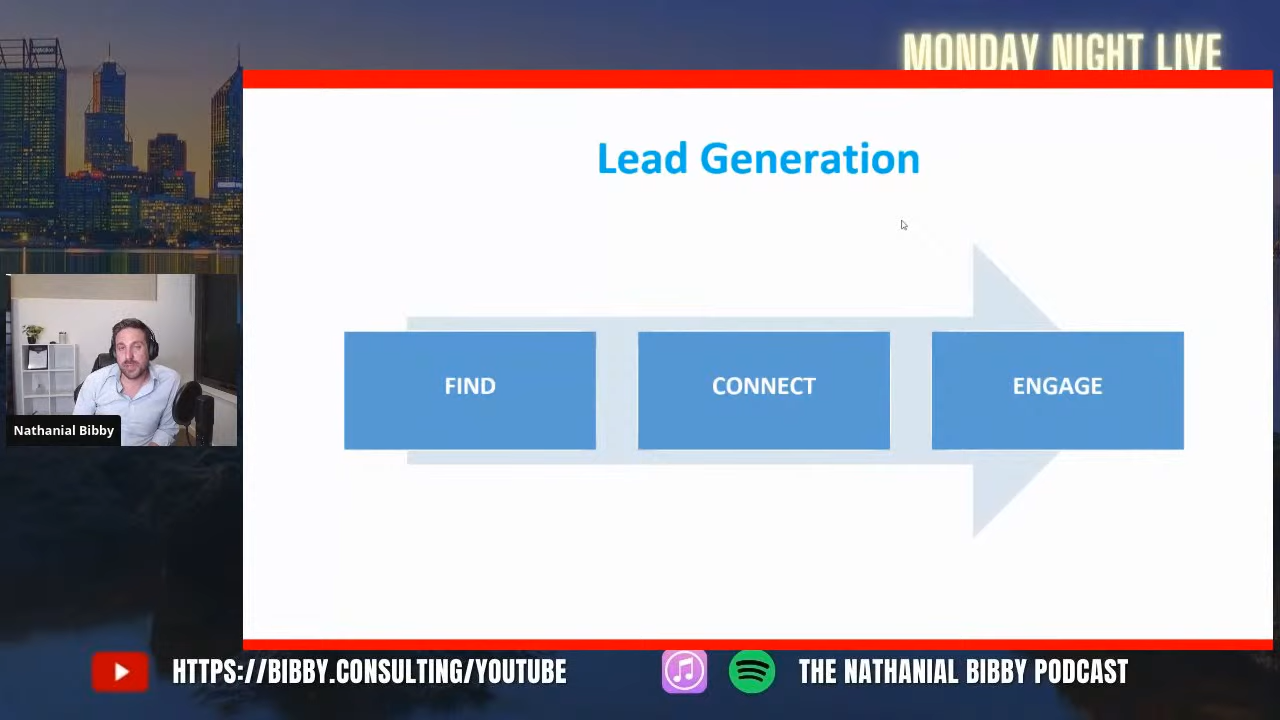 MONDAY NIGHT LIVE
Lead Generation
FIND
CONNECT
ENGAGE
Nathanial Bibby
HTTPS://BIBBY.CONSULTING/YOUTUBE
THE NATHANIAL BIBBY PODCAST